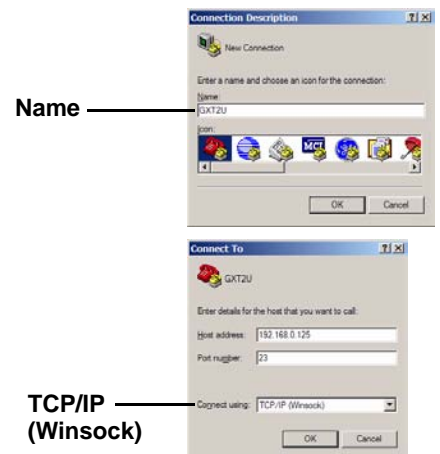 Connection Description
New Connection
Enter a name and choose an icon for the connection:
Name
Name:
GXT2U
Icon:
MCI
OK Cancel
Connect To
GXT2U
Enter details for the host that you want to call:
Host address: 192.168.0.125
Port number: 23
TCP/IP
(Winsock)
Connect using: TCP/IP (Winsock)
OK Cancel